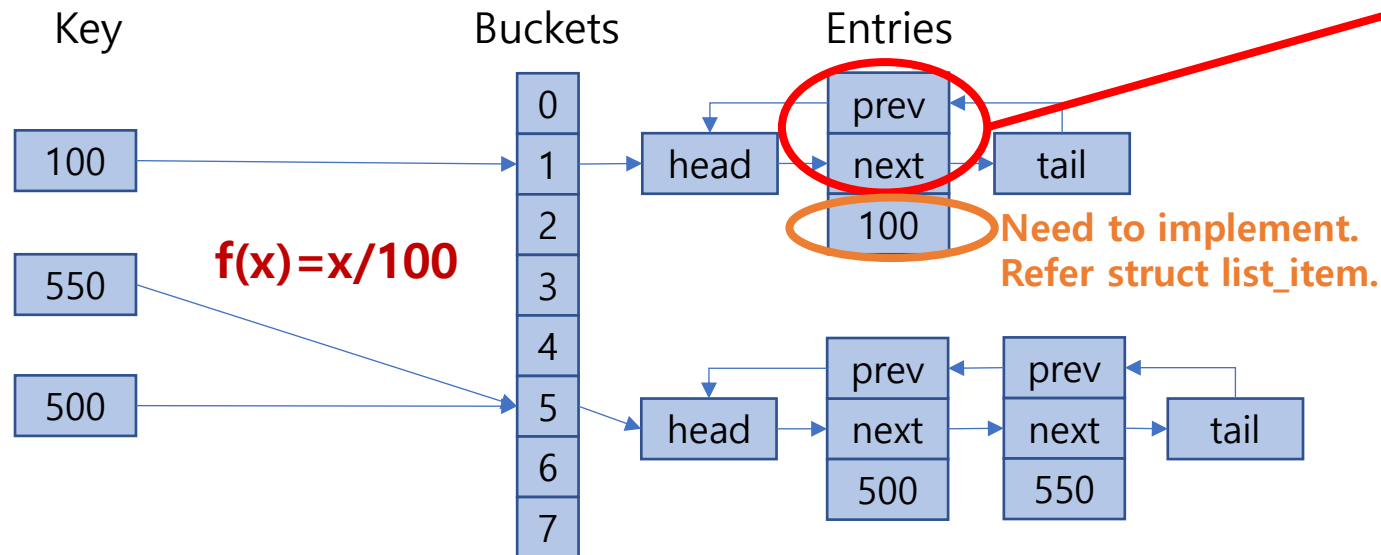 Key
Buckets
Entries
0
1
2
3
4
5
6
7
100
550
500
f(x)=x/100
head
prev
next
100
tail
Need to implement.
Refer struct list_item.
head
prev
next
500
prev
next
550
tail